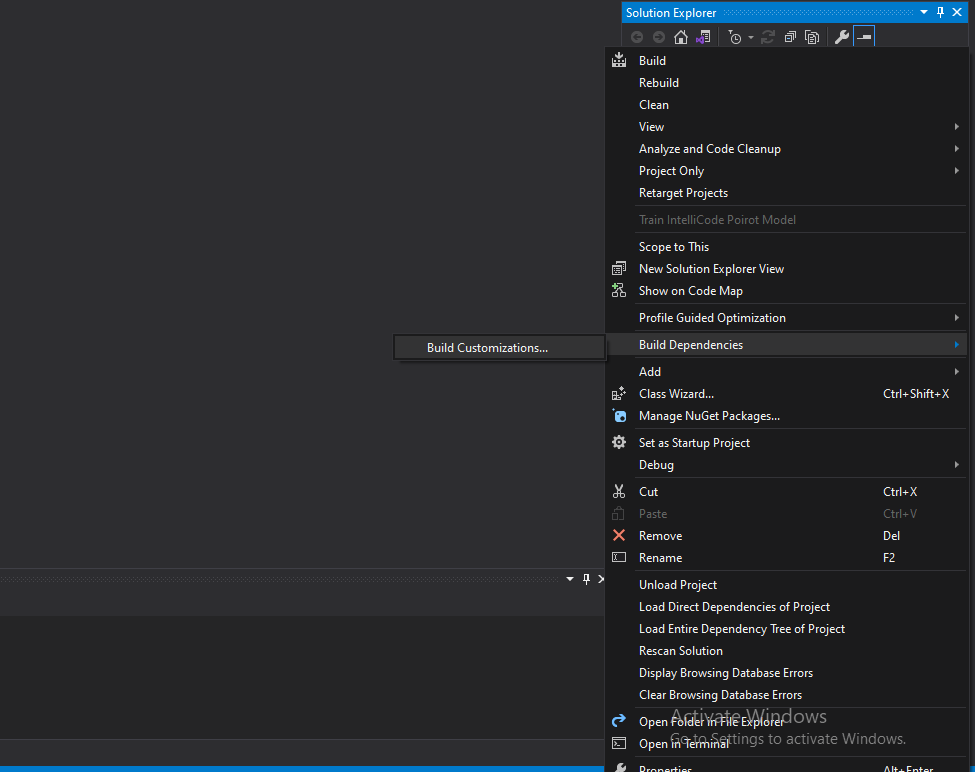 Solution Explorer
Build
Rebuild
Clean
View
Analyze and Code Cleanup
Project Only
Retarget Projects
Train IntelliCode Poirot Model
Scope to This
New Solution Explorer View
Show on Code Map
Profile Guided Optimization
Build Customizations...
Build Dependencies
Add
Class Wizard... Ctrl+Shift+X
Manage NuGet Packages...
Set as Startup Project
Debug
Cut Ctrl+X
Paste Ctrl+V
Remove Del
Rename F2
Unload Project
Load Direct Dependencies of Project
Load Entire Dependency Tree of Project
Rescan Solution
Display Browsing Database Errors
Clear Browsing Database Errors
Activate Windows
Open Folder in File Explorer
Go to Settings to activate Windows.
Open in Terminal
Properties Alt+Enter